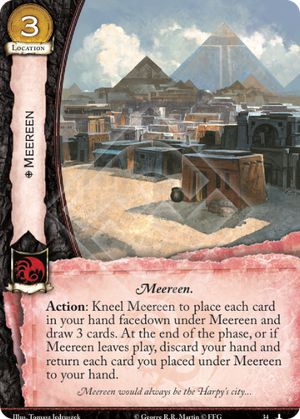 3
LOCATION
MEEREEN
Meereen.
Action: Kneel Meereen to place each card
in your hand facedown under Meereen and
draw 3 cards. At the end of the phase, or if
Meereen leaves play, discard your hand and
return each card you placed under Meereen
to your hand.
Meereen would always be the Harpy's city...
Illus. Tomasz Jedruszek
© George R.R. Martin © FFG
14